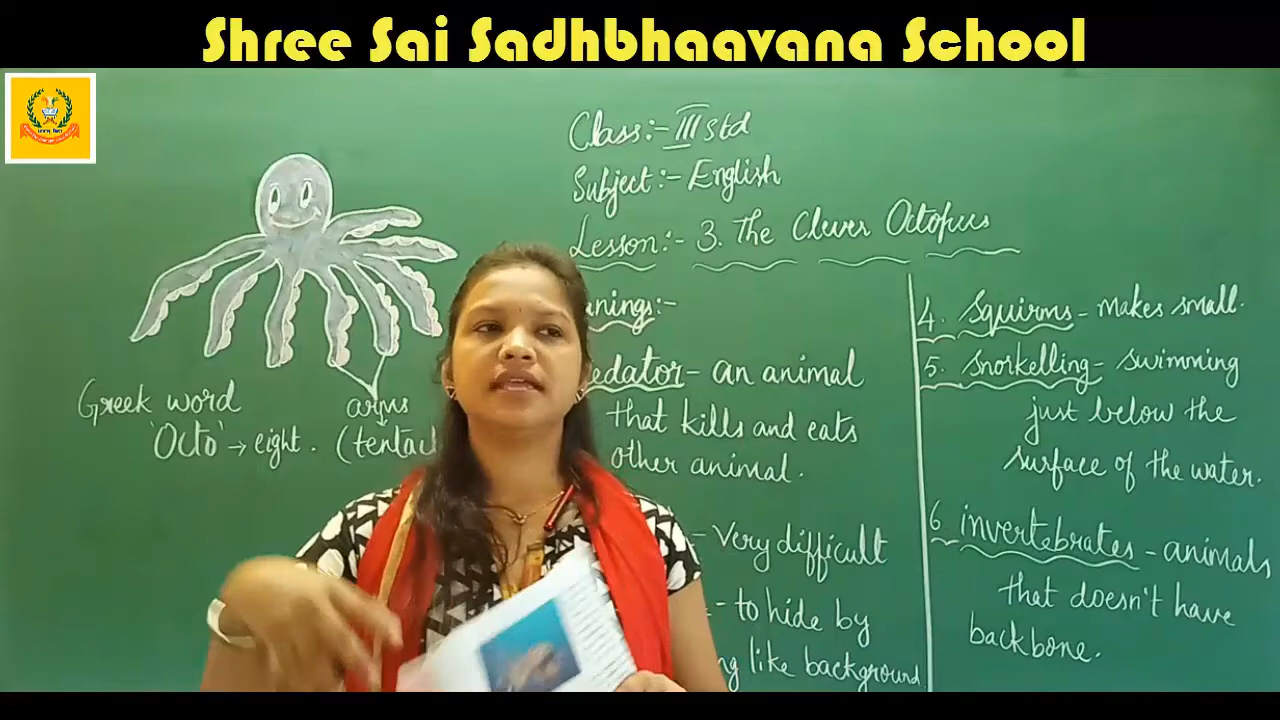 Shree Sai Sadhbhaavana School
Class:- III std
Subject:- English
Lesson:- 3. The Clever Octopus
anings:-
edator - an animal
that kills and eats
other animal.
- Very difficult
- to hide by
ng like background
Greek word
'Octo' → eight.
arms
(tentac
4. Squirms - makes small.
5. snorkelling - swimming
just below the
surface of the water.
6 invertebrates - animals
that doesn't have
backbone.